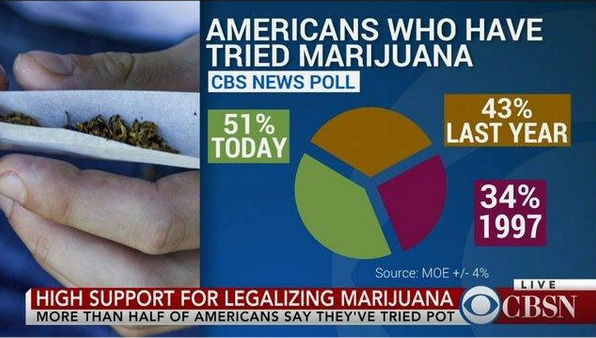 AMERICANS WHO HAVE
TRIED MARIJUANA
CBS NEWS POLL
51%
TODAY
43%
LAST YEAR
34%
1997
Source: MOE +/- 4%
LIVE
HIGH SUPPORT FOR LEGALIZING MARIJUANA
MORE THAN HALF OF AMERICANS SAY THEY'VE TRIED POT
CBSN